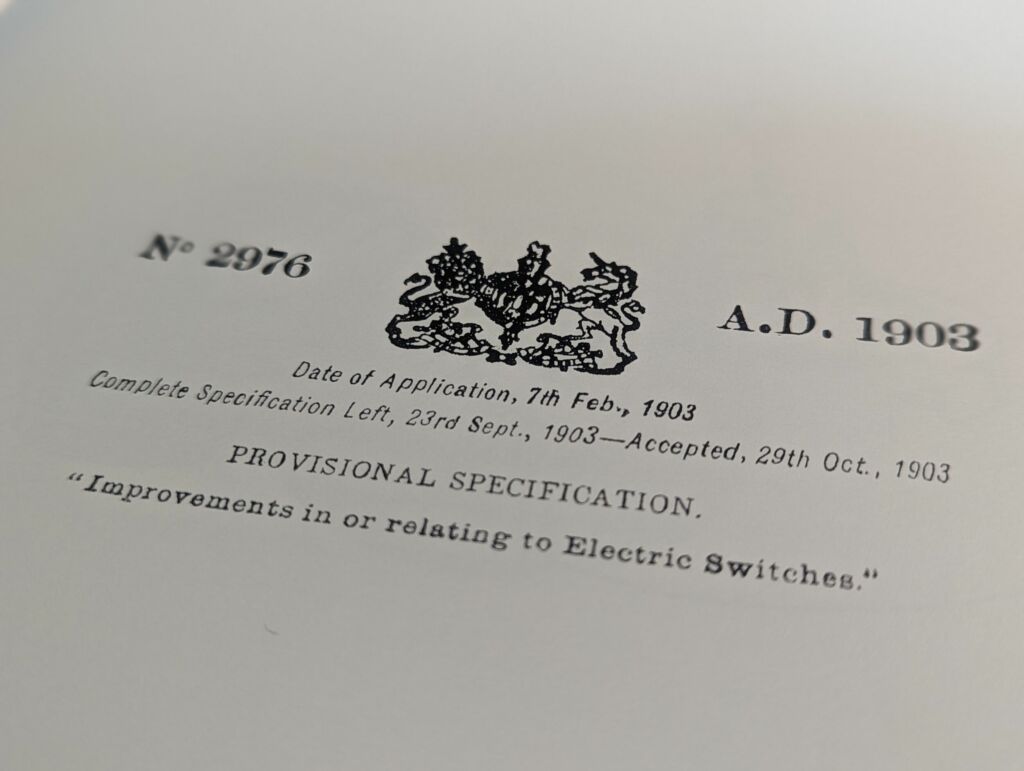 Nº 2976
A.D. 1903
Date of Application, 7th Feb., 1903
Complete Specification Left, 23rd Sept., 1903—Accepted, 29th Oct., 1903
PROVISIONAL SPECIFICATION.
"Improvements in or relating to Electric Switches."